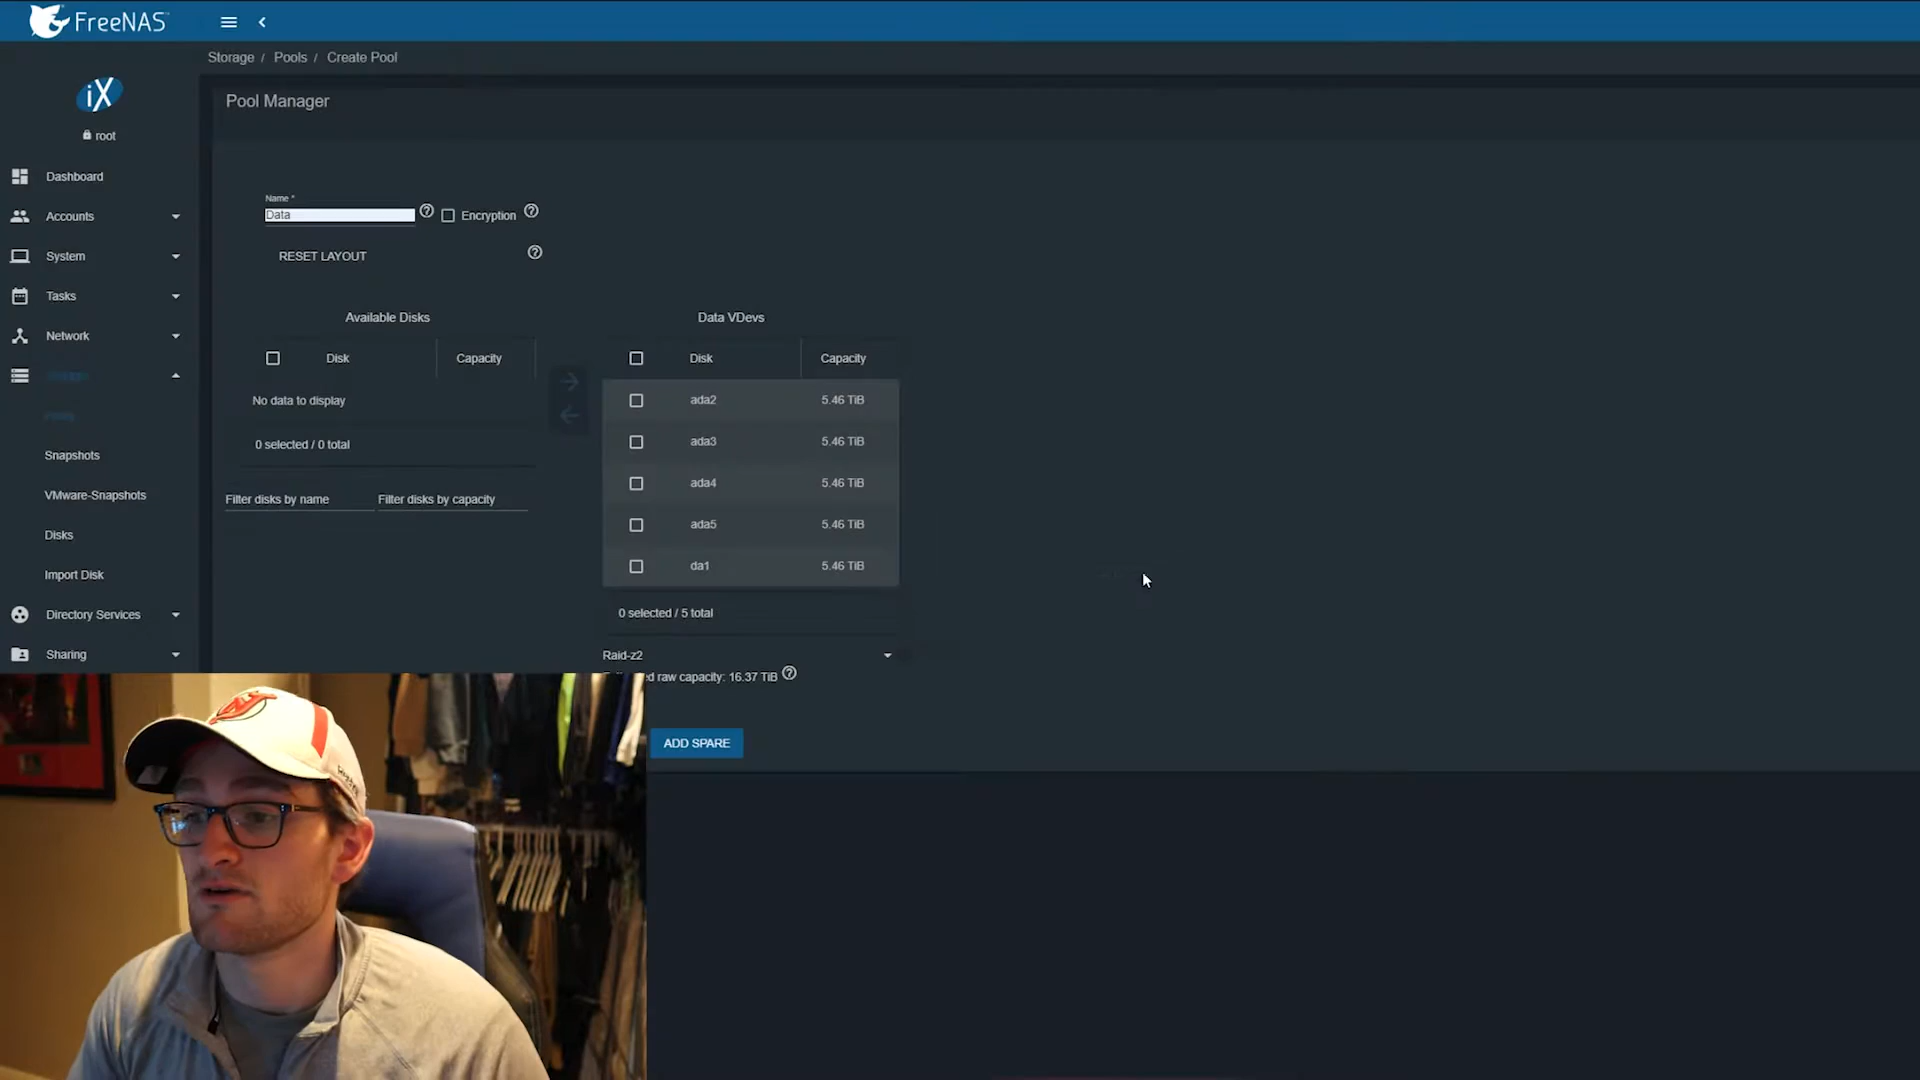 FreeNAS
Storage / Pools / Create Pool
iX
root
Pool Manager
Dashboard
Accounts
System
Tasks
Network
Snapshots
VMware-Snapshots
Disks
Import Disk
Directory Services
Sharing
Name *
Data
Encryption
RESET LAYOUT
Available Disks
Disk Capacity
No data to display
0 selected / 0 total
Filter disks by name Filter disks by capacity
Data VDevs
Disk Capacity
ada2 5.46 TiB
ada3 5.46 TiB
ada4 5.46 TiB
ada5 5.46 TiB
da1 5.46 TiB
0 selected / 5 total
Raid-z2
raw capacity: 16.37 TiB
ADD SPARE